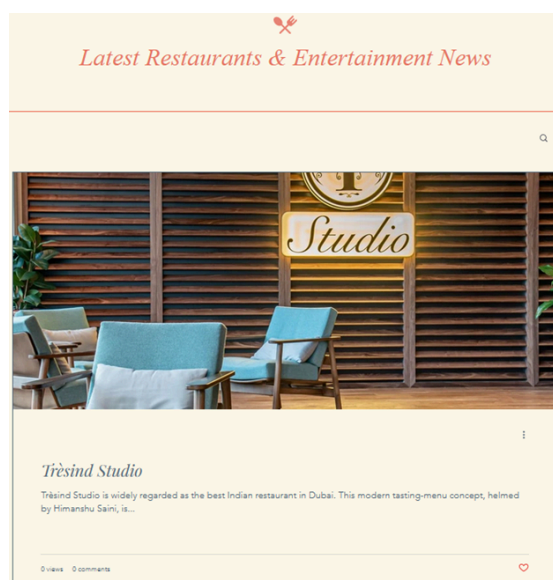 Latest Restaurants & Entertainment News
T
Studio
Trèsind Studio
Trèsind Studio is widely regarded as the best Indian restaurant in Dubai. This modern tasting-menu concept, helmed
by Himanshu Saini, is...
0 views 0 comments